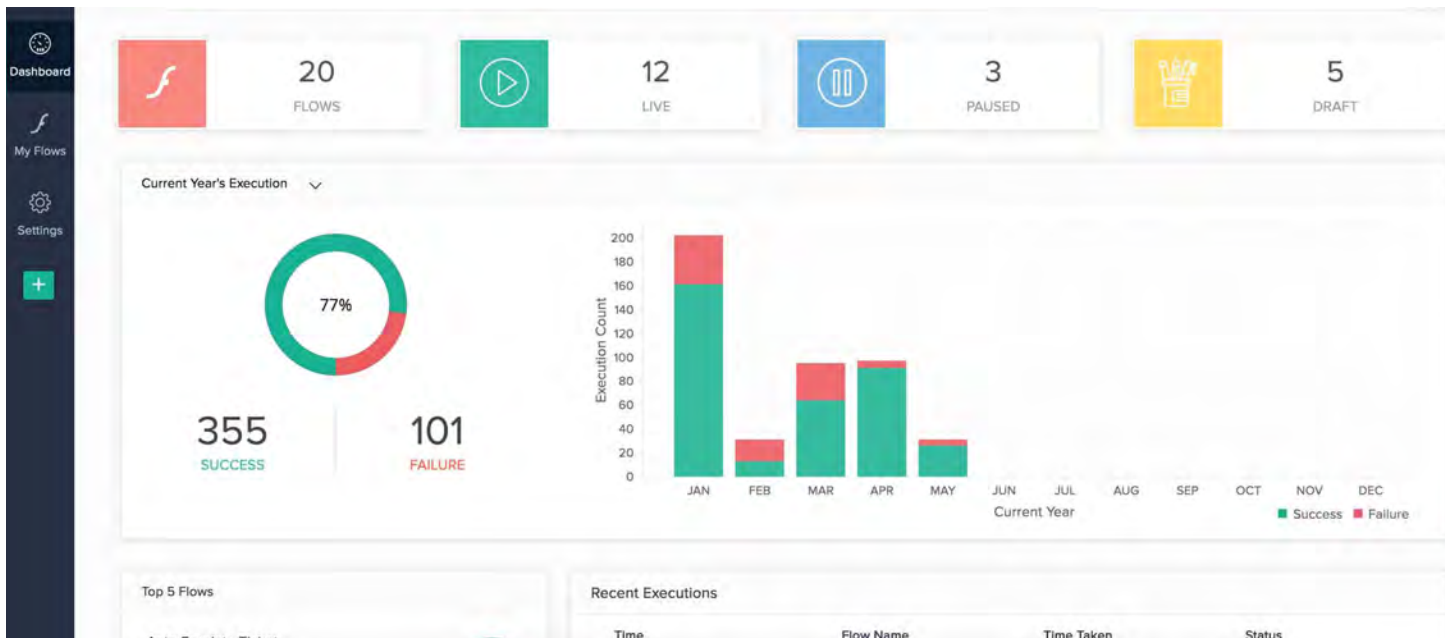 Dashboard
My Flows
Settings
20
FLOWS
12
LIVE
3
PAUSED
5
DRAFT
Current Year's Execution
77%
355
SUCCESS
101
FAILURE
Execution Count
200
180
160
140
120
100
80
60
40
20
0
JAN FEB MAR APR MAY JUN JUL AUG SEP OCT NOV DEC
Current Year
Success Failure
Top 5 Flows
Recent Executions
Time Flow Name Time Taken Status